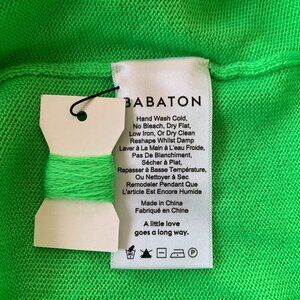 BABATON
Hand Wash Cold,
No Bleach, Dry Flat,
Low Iron, Or Dry Clean
Reshape Whilst Damp
Laver À La Main À L'eau Froide,
Pas De Blanchiment,
Sécher À Plat,
Repasser À Basse Température,
Ou Nettoyer À Sec
Remodeler Pendant Que
L'article Est Encore Humide
Made in China
Fabriqué en Chine
A little love
goes a long way.